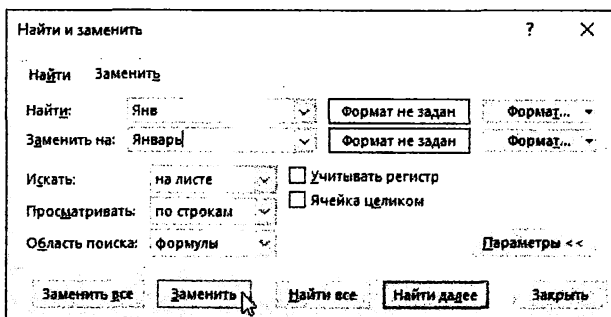 Найти и заменить ? ×
Найти Заменить
Найти: Янв Формат не задан Формат...
Заменить на: Январь Формат не задан Формат...
Искать: на листе Учитывать регистр
Просматривать: по строкам Ячейка целиком
Область поиска: формулы Параметры <<
Заменить все Заменить Найти все Найти далее Закрыть